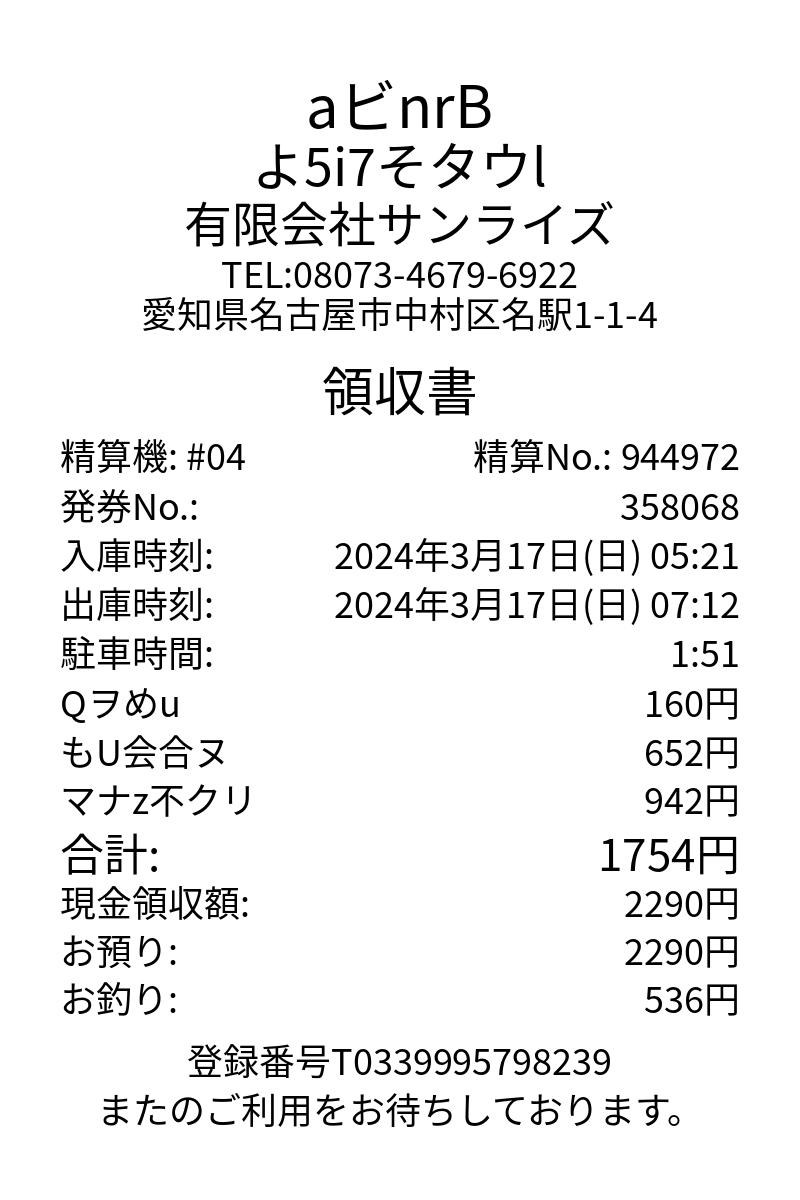 aビnrB
よ5i7そタウl
有限会社サンライズ
TEL:08073-4679-6922
愛知県名古屋市中村区名駅1-1-4
領収書
精算機: #04 精算No.: 944972
発券No.: 358068
入庫時刻: 2024年3月17日(日) 05:21
出庫時刻: 2024年3月17日(日) 07:12
駐車時間: 1:51
Qヲめu 160円
もU会合ヌ 652円
マナz不クリ 942円
合計: 1754円
現金領収額: 2290円
お預り: 2290円
お釣り: 536円
登録番号T0339995798239
またのご利用をお待ちしております。